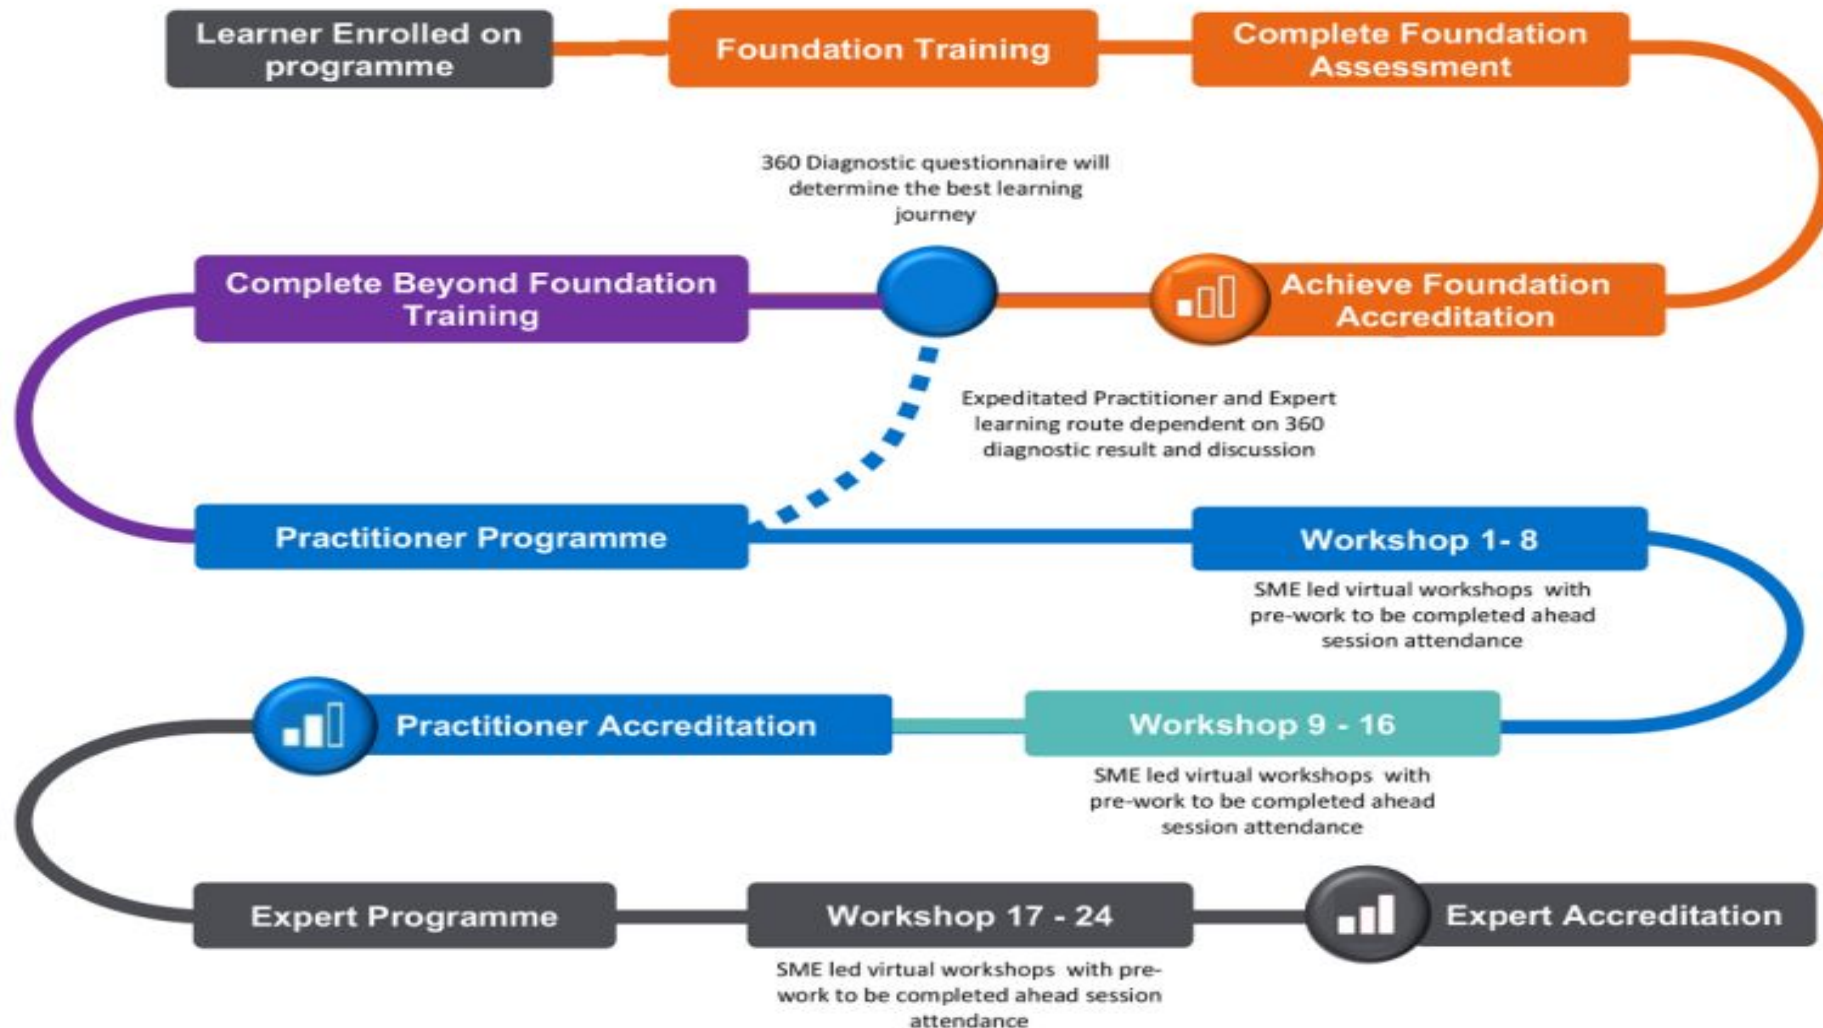 Learner Enrolled on
programme
Foundation Training
Complete Foundation
Assessment
360 Diagnostic questionnaire will
determine the best learning
journey
Achieve Foundation
Accreditation
Complete Beyond Foundation
Training
Expeditated Practitioner and Expert
learning route dependent on 360
diagnostic result and discussion
Practitioner Programme
Workshop 1- 8
SME led virtual workshops with
pre-work to be completed ahead
session attendance
Workshop 9 - 16
SME led virtual workshops with
pre-work to be completed ahead
session attendance
Practitioner Accreditation
Expert Programme
Workshop 17 - 24
SME led virtual workshops with pre-
work to be completed ahead session
attendance
Expert Accreditation